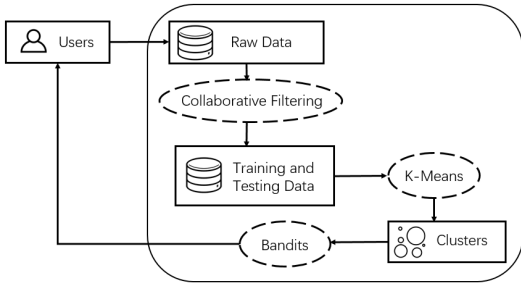 Users
Raw Data
Collaborative Filtering
Training and
Testing Data
K-Means
Clusters
Bandits